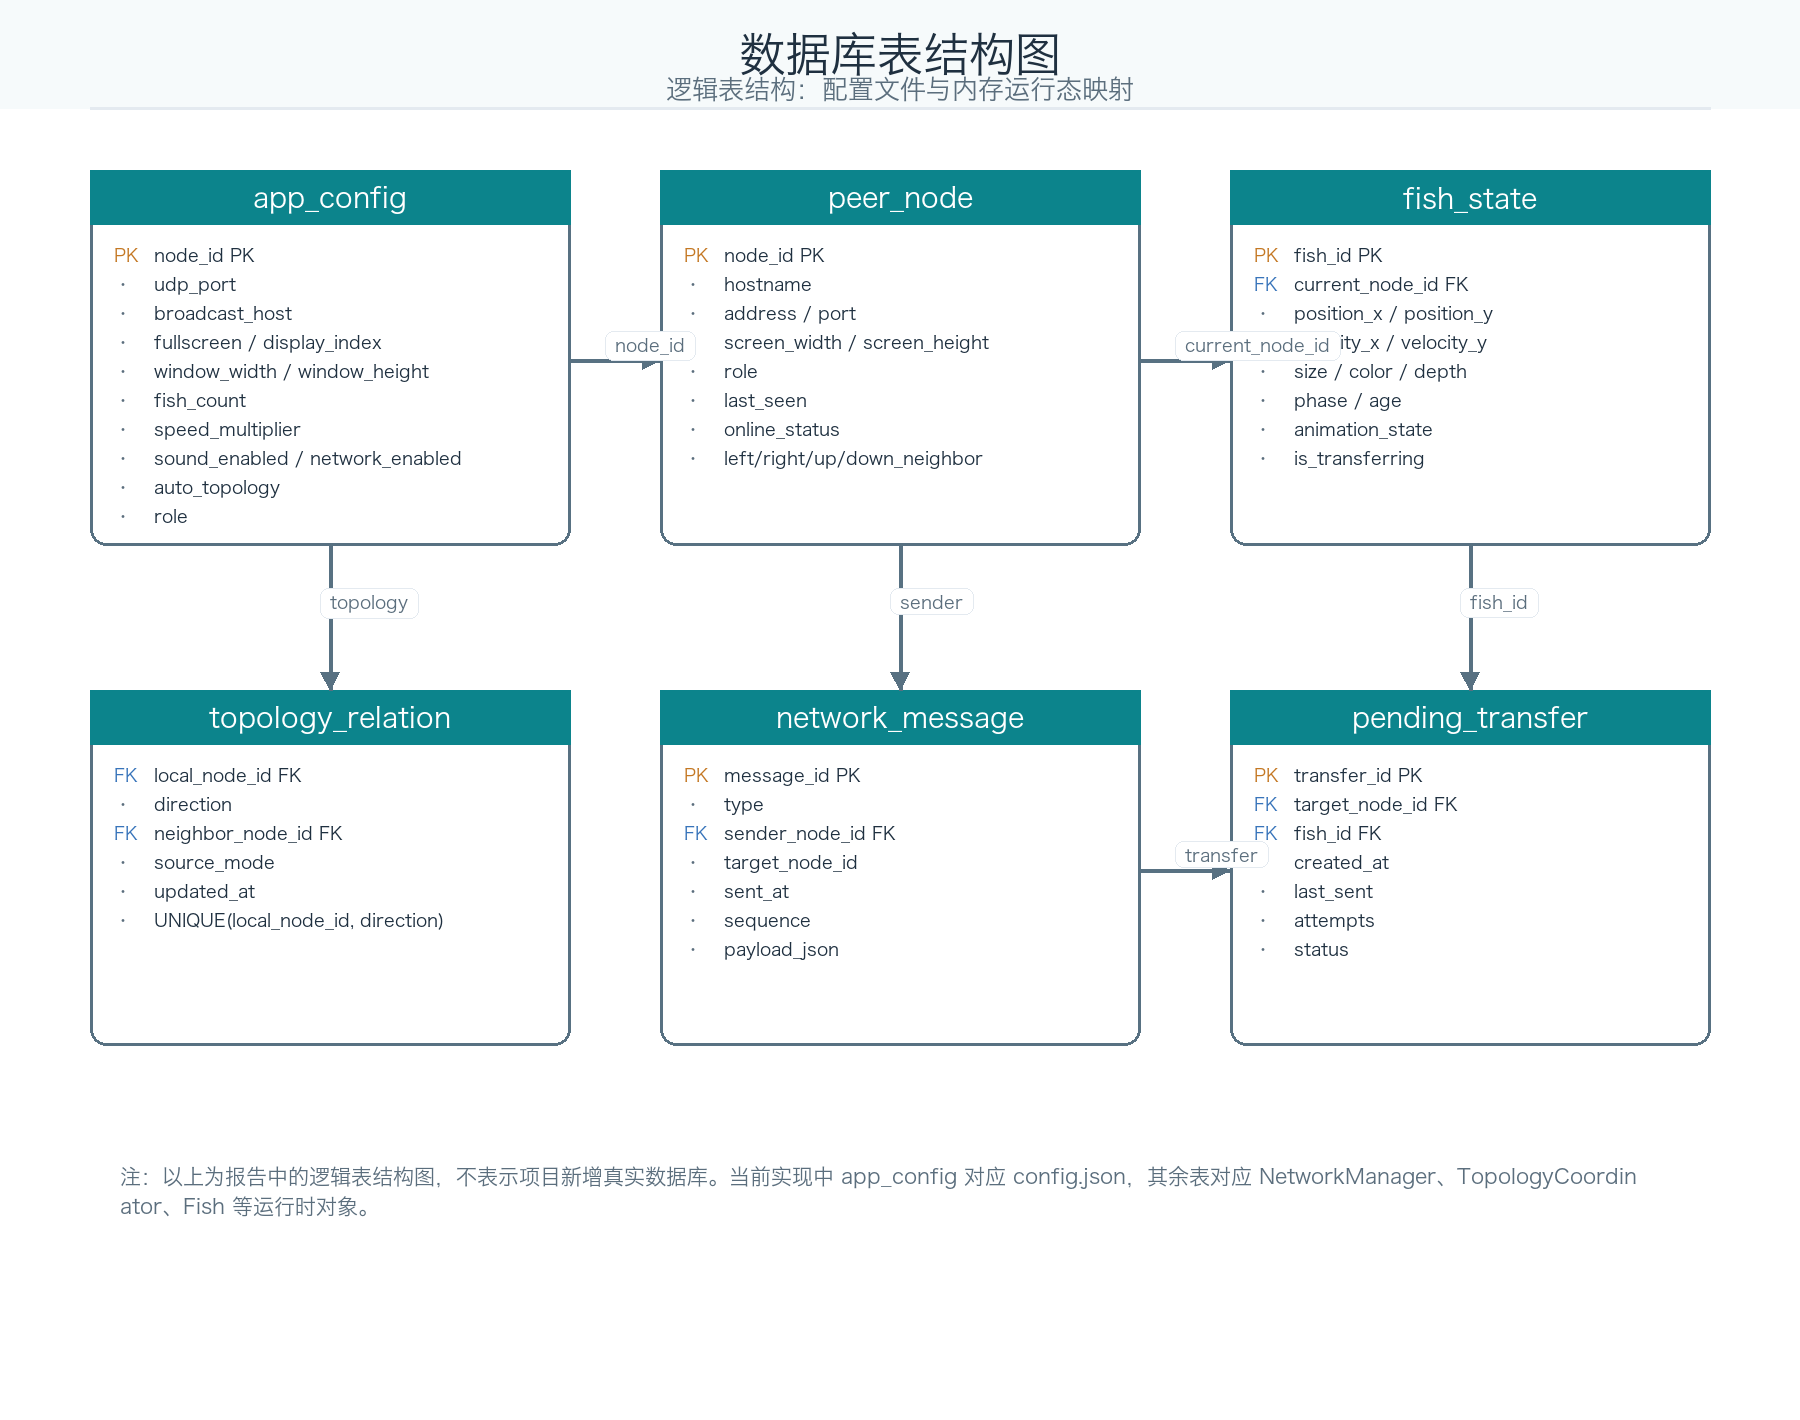 数据库表结构图
逻辑表结构：配置文件与内存运行态映射
app_config
PK node_id PK
· udp_port
· broadcast_host
· fullscreen / display_index
· window_width / window_height
· fish_count
· speed_multiplier
· sound_enabled / network_enabled
· auto_topology
· role
node_id
peer_node
PK node_id PK
· hostname
· address / port
screen_width / screen_height
· role
· last_seen
· online_status
· left/right/up/down_neighbor
current_node_id
fish_state
PK fish_id PK
FK current_node_id FK
· position_x / position_y
ity_x / velocity_y
· size / color / depth
· phase / age
· animation_state
· is_transferring
topology
sender
fish_id
topology_relation
FK local_node_id FK
· direction
FK neighbor_node_id FK
· source_mode
· updated_at
· UNIQUE(local_node_id, direction)
network_message
PK message_id PK
· type
FK sender_node_id FK
· target_node_id
· sent_at
· sequence
· payload_json
transfer
pending_transfer
PK transfer_id PK
FK target_node_id FK
FK fish_id FK
created_at
· last_sent
· attempts
· status
注：以上为报告中的逻辑表结构图，不表示项目新增真实数据库。当前实现中 app_config 对应 config.json，其余表对应 NetworkManager、TopologyCoordin
ator、Fish 等运行时对象。